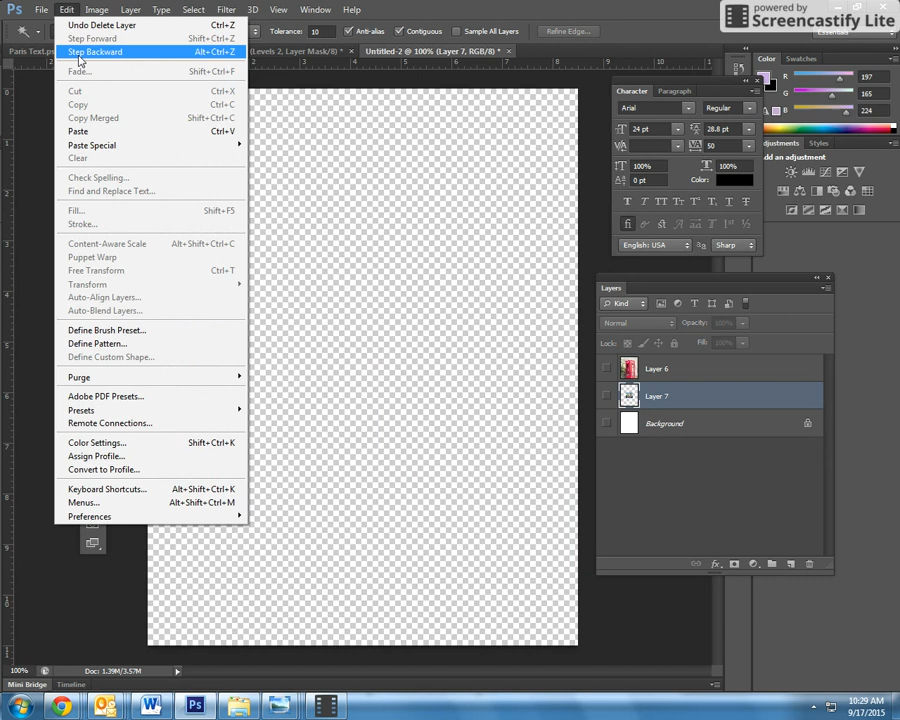 Ps File Edit Image Layer Type Select Filter 3D View Window Help
powered by
Screencastify Lite
Tolerance: 10 Anti-alias Contiguous Sample All Layers Refine Edge...
Paris Text.ps (Levels 2, Layer Mask/8) * × Untitled-2 @ 100% (Layer 7, RGB/8) * ×
Undo Delete Layer Ctrl+Z
Step Forward Shift+Ctrl+Z
Step Backward Alt+Ctrl+Z
Fade... Shift+Ctrl+F
Cut Ctrl+X
Copy Ctrl+C
Copy Merged Shift+Ctrl+C
Paste Ctrl+V
Paste Special
Clear
Check Spelling...
Find and Replace Text...
Fill... Shift+F5
Stroke...
Content-Aware Scale Alt+Shift+Ctrl+C
Puppet Warp
Free Transform Ctrl+T
Transform
Auto-Align Layers...
Auto-Blend Layers...
Define Brush Preset...
Define Pattern...
Define Custom Shape...
Purge
Adobe PDF Presets...
Presets
Remote Connections...
Color Settings... Shift+Ctrl+K
Assign Profile...
Convert to Profile...
Keyboard Shortcuts... Alt+Shift+Ctrl+K
Menus... Alt+Shift+Ctrl+M
Preferences
Color Swatches
R 197
G 165
B 224
Adjustments Styles
Add an adjustment
Character Paragraph
Arial Regular
24 pt 28.8 pt
50
100% 100%
0 pt Color:
English: USA Sharp
Layers
Kind
Normal Opacity: 100%
Lock: Fill: 100%
Layer 6
Layer 7
Background
100% Doc: 1.39M/3.57M
Mini Bridge Timeline
10:29 AM
9/17/2015